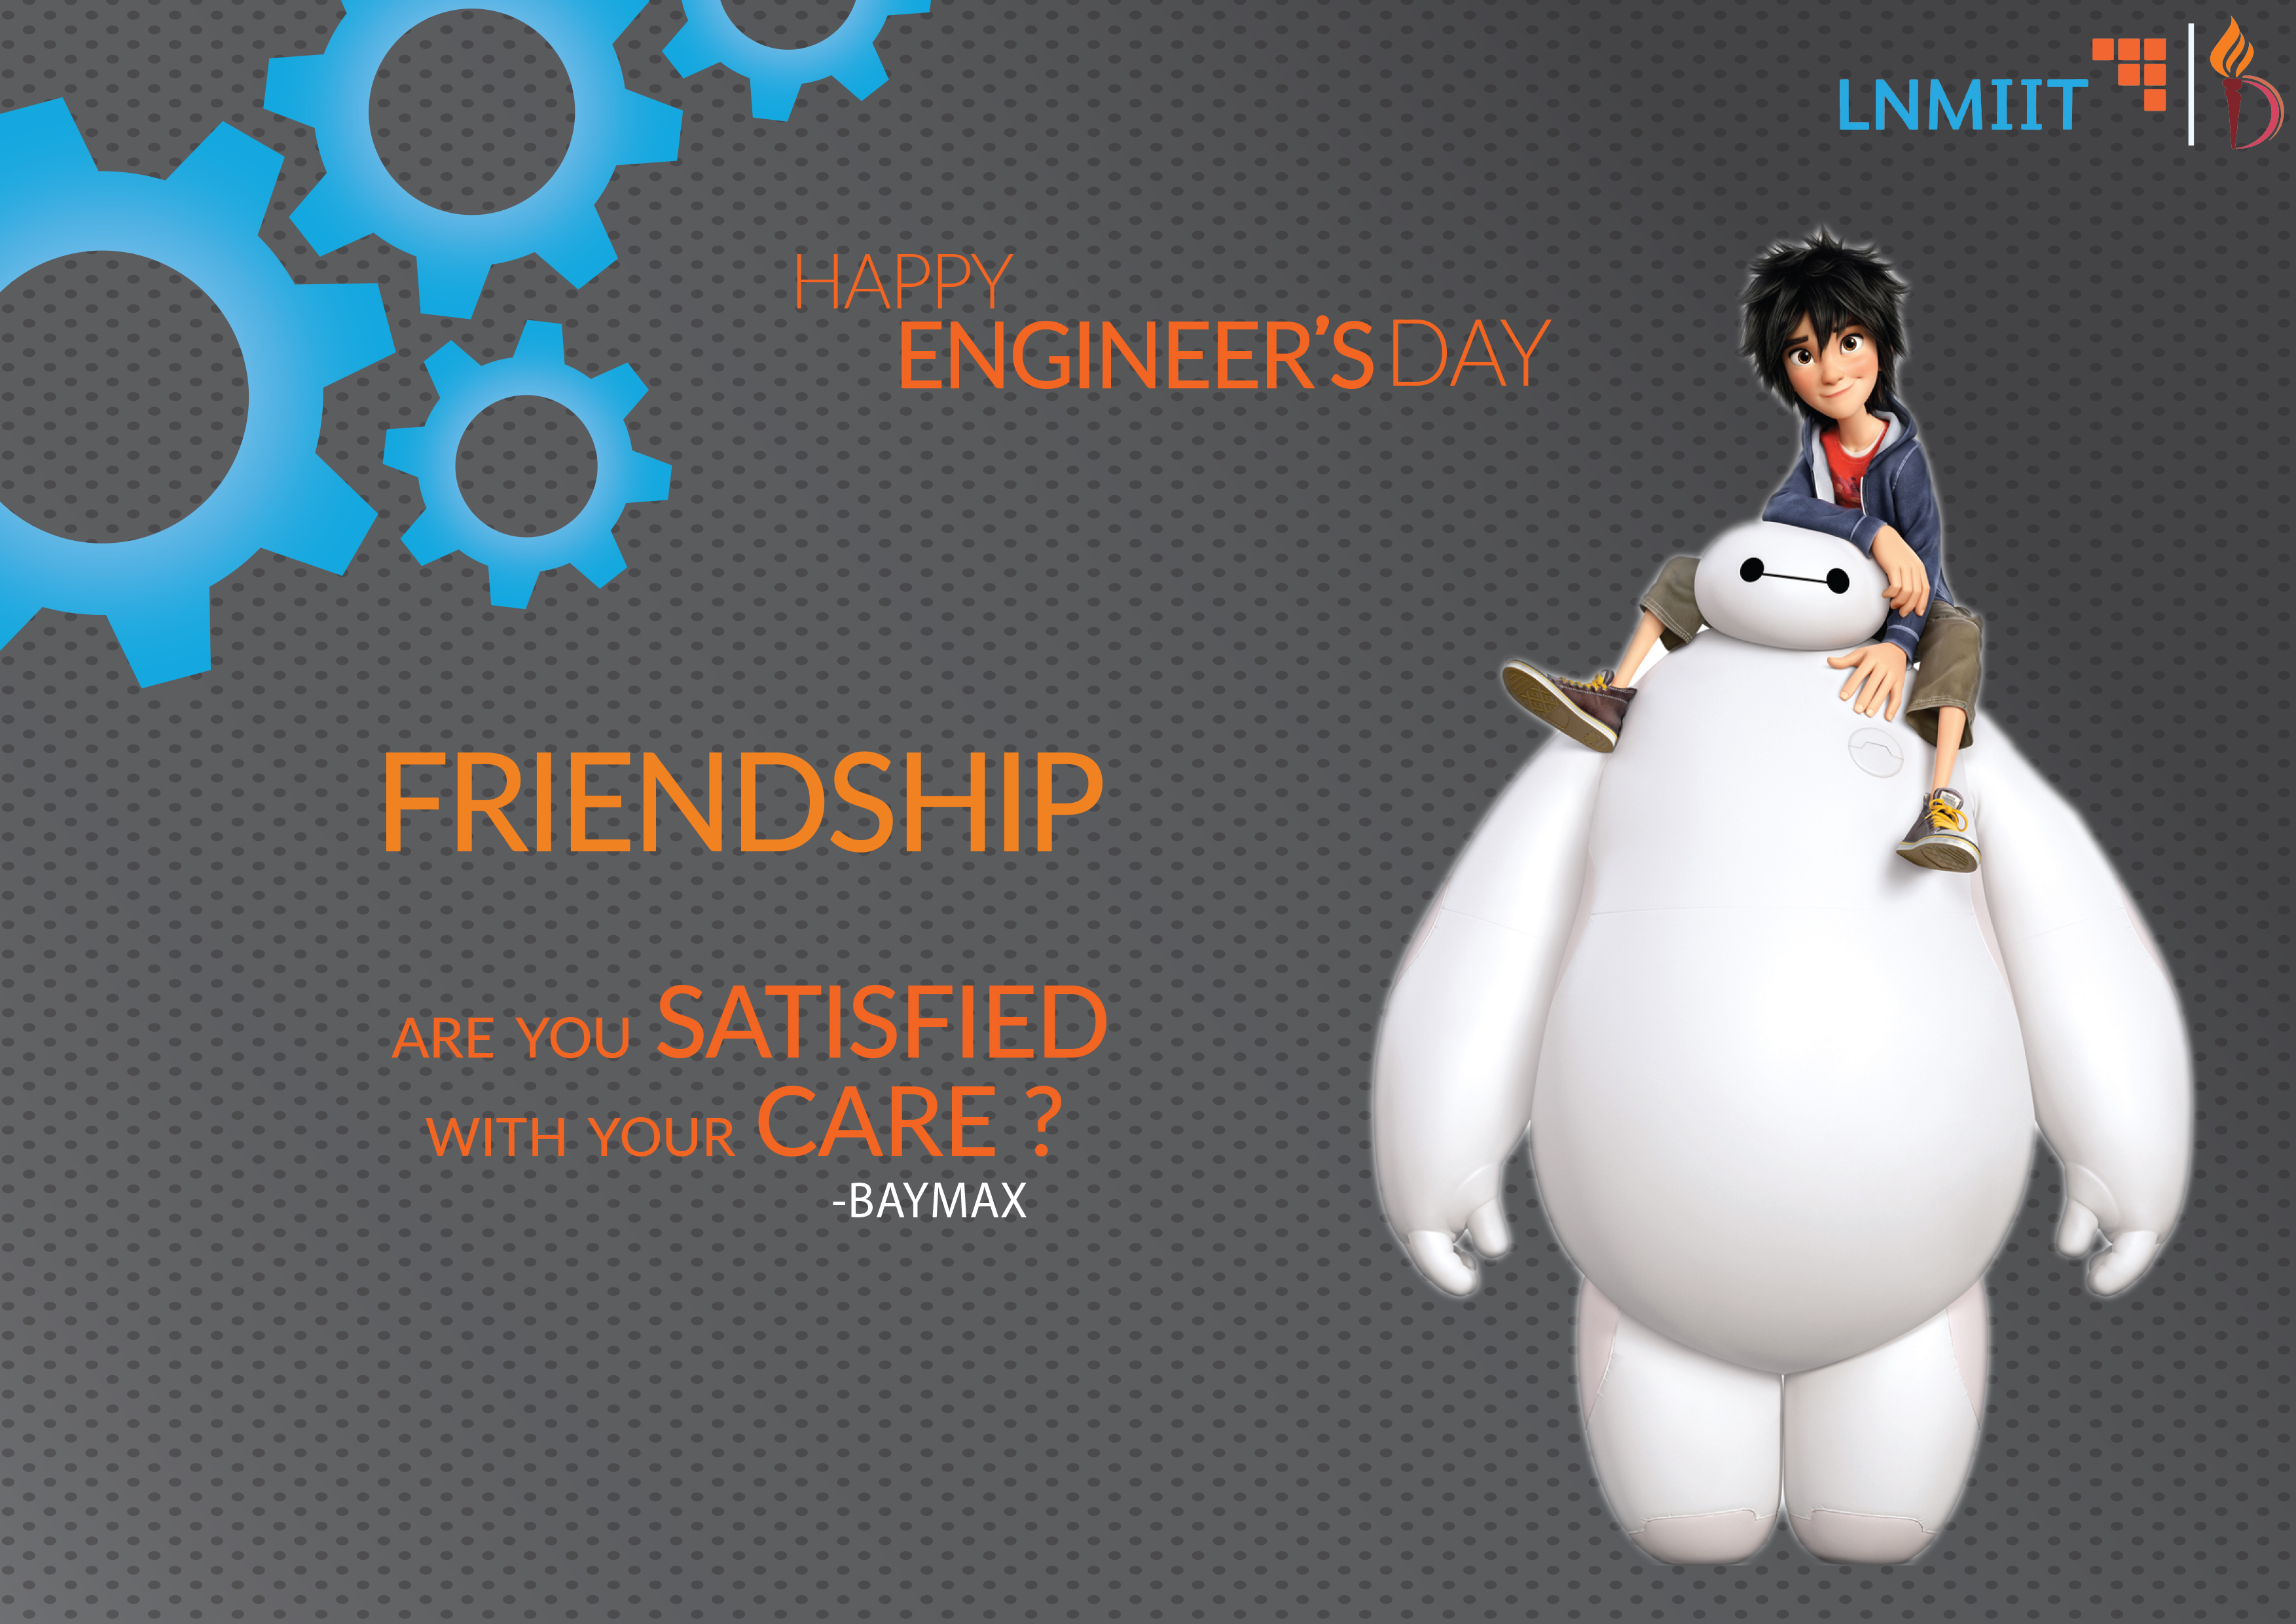 LNMIIT
HAPPY
ENGINEER'S DAY
FRIENDSHIP
ARE YOU SATISFIED
WITH YOUR CARE ?
-BAYMAX